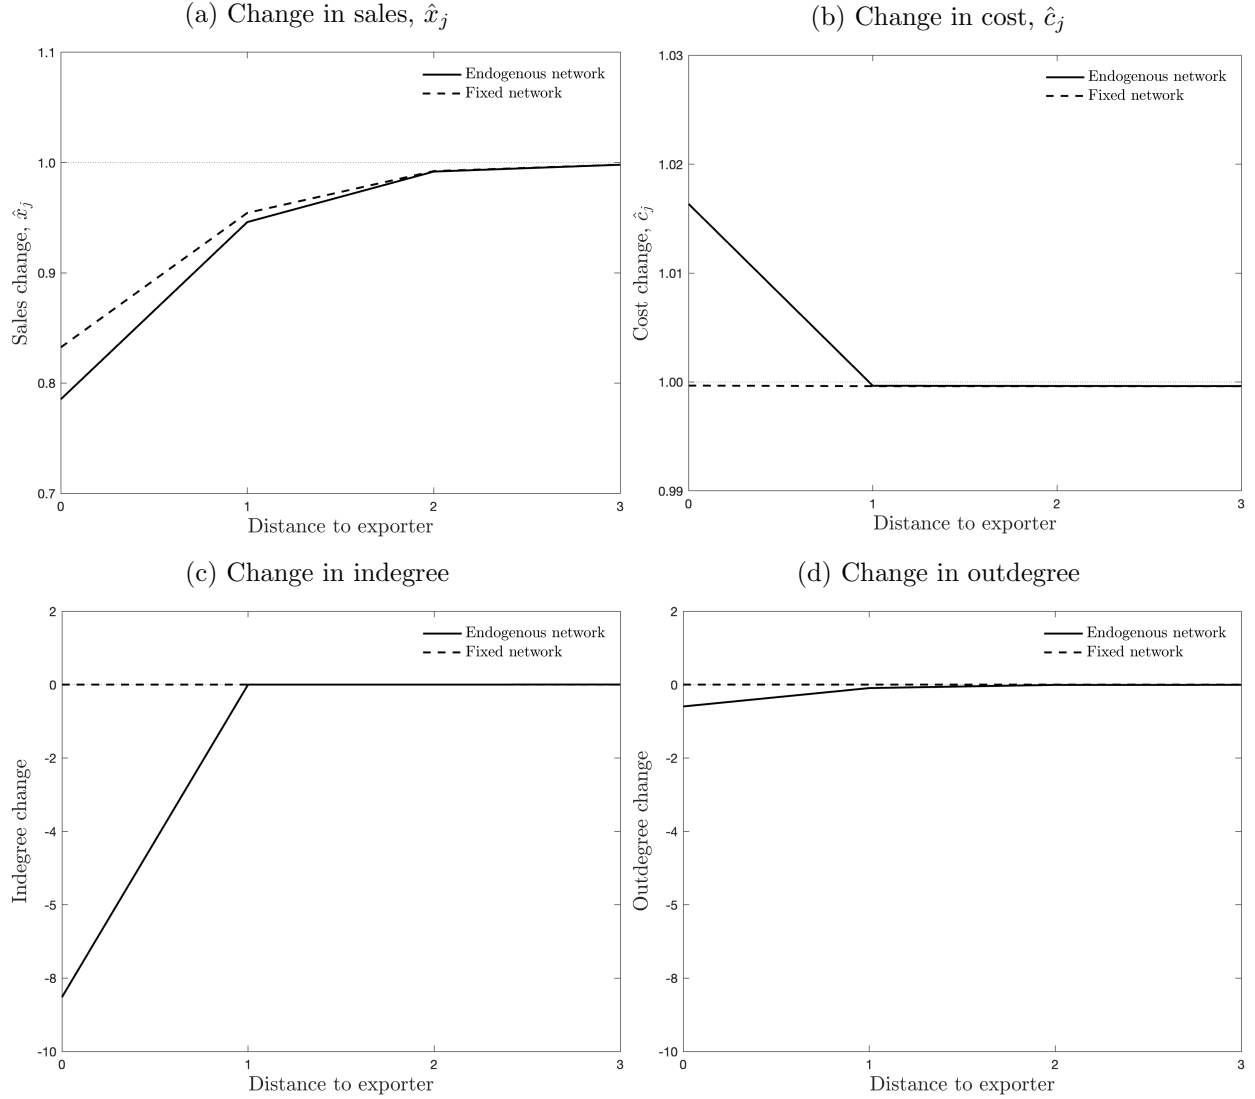 (a) Change in sales, x̂ⱼ
1.1
Endogenous network
Fixed network
1.0
0.9
0.8
0.7
Sales change, x̂ⱼ
0 1 2 3
Distance to exporter
(b) Change in cost, ĉⱼ
1.03
Endogenous network
Fixed network
1.02
1.01
1.00
0.99
Cost change, ĉⱼ
0 1 2 3
Distance to exporter
(c) Change in indegree
2
Endogenous network
Fixed network
0
-2
-4
-5
-8
-10
Indegree change
0 1 2 3
Distance to exporter
(d) Change in outdegree
2
Endogenous network
Fixed network
0
-2
-4
-5
-8
-10
Outdegree change
0 1 2 3
Distance to exporter